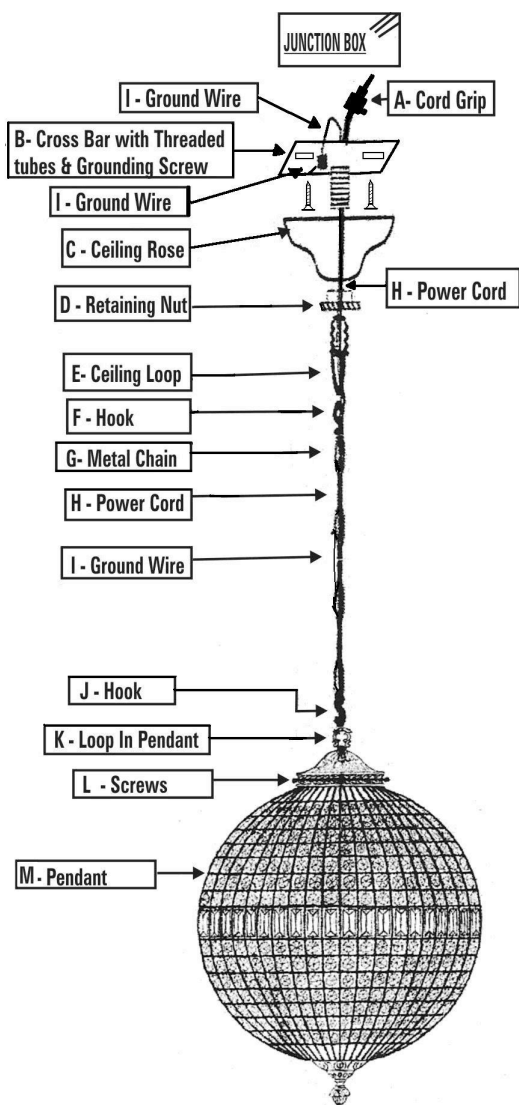 JUNCTION BOX
I - Ground Wire
A- Cord Grip
B- Cross Bar with Threaded
tubes & Grounding Screw
I - Ground Wire
C - Ceiling Rose
H - Power Cord
D - Retaining Nut
E- Ceiling Loop
F - Hook
G- Metal Chain
H - Power Cord
I - Ground Wire
J - Hook
K - Loop In Pendant
L - Screws
M - Pendant